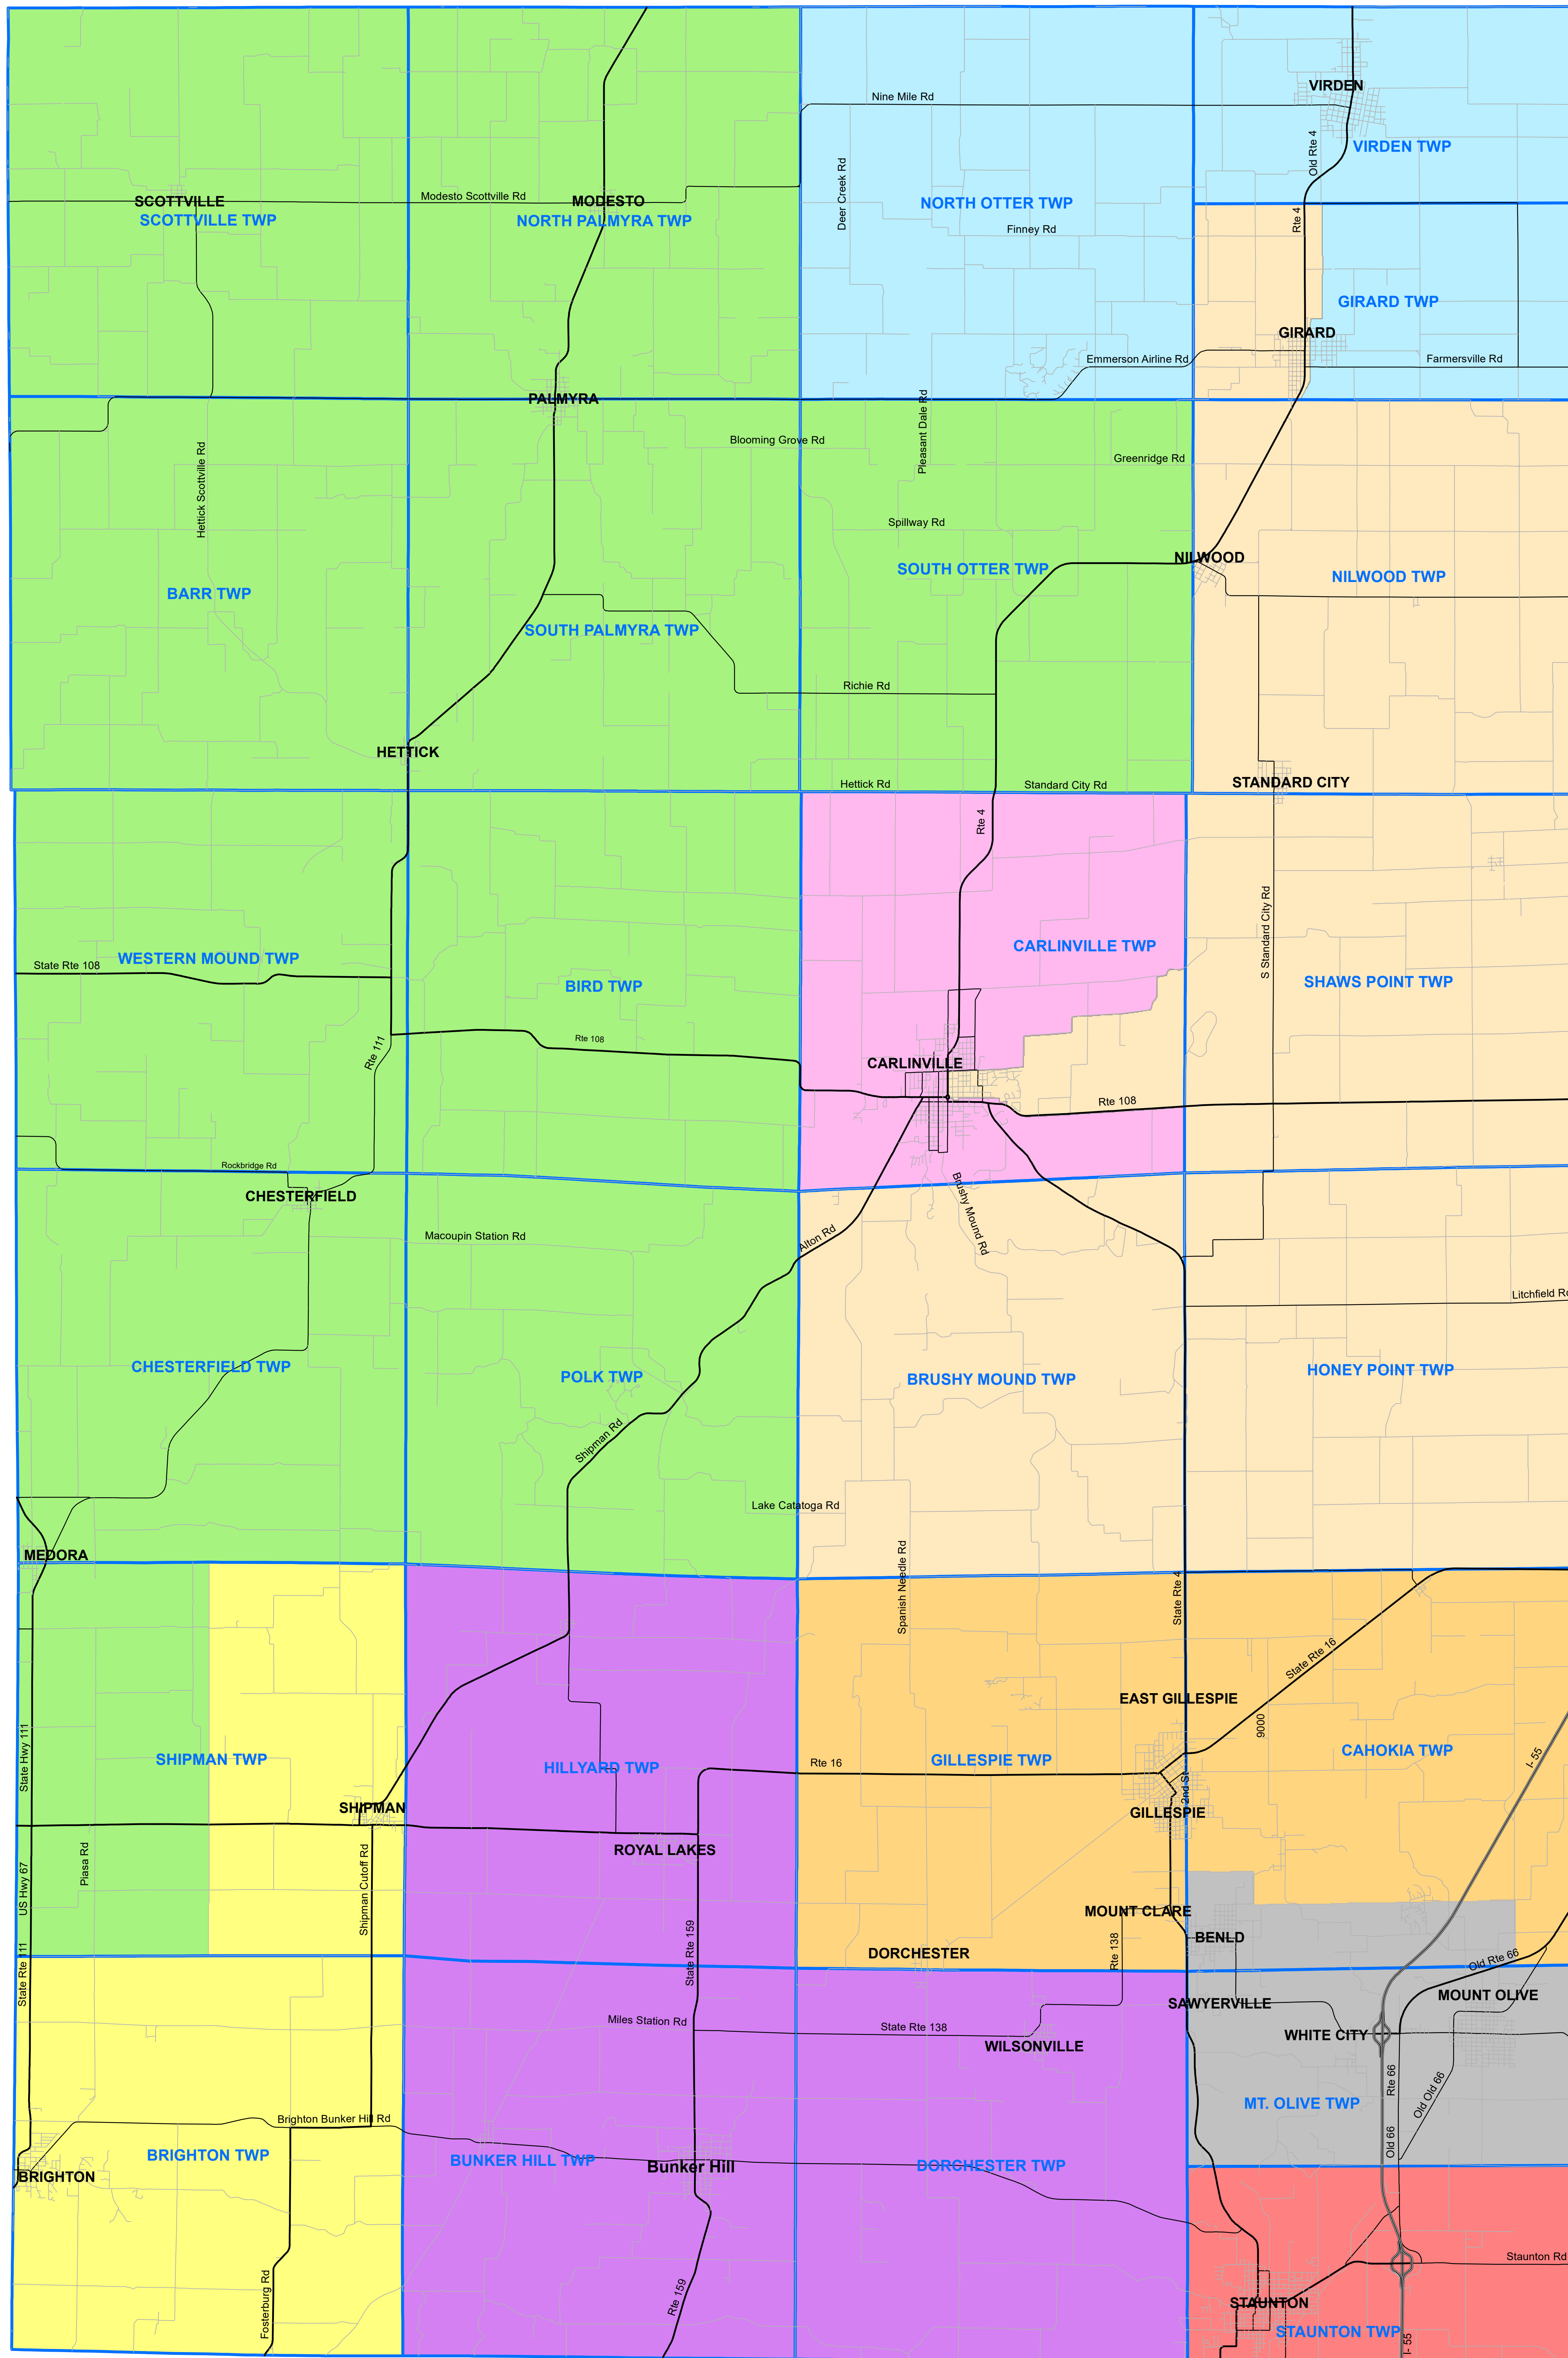 VIRDEN
Nine Mile Rd
Old Rte 4
VIRDEN TWP
Deer Creek Rd
Modesto Scottville Rd
SCOTTVILLE
MODESTO
NORTH OTTER TWP
SCOTTVILLE TWP
NORTH PALMYRA TWP
Rte 4
Finney Rd
GIRARD TWP
GIRARD
Emmerson Airline Rd
Farmersville Rd
PALMYRA
Pleasant Dale Rd
Blooming Grove Rd
Greenridge Rd
Hettick Scottville Rd
Spillway Rd
NILWOOD
SOUTH OTTER TWP
NILWOOD TWP
BARR TWP
SOUTH PALMYRA TWP
Richie Rd
HETTICK
STANDARD CITY
Hettick Rd
Standard City Rd
Rte 4
S Standard City Rd
CARLINVILLE TWP
WESTERN MOUND TWP
State Rte 108
SHAWS POINT TWP
BIRD TWP
Rte 108
Rte 111
CARLINVILLE
Rte 108
Rockbridge Rd
CHESTERFIELD
Brushy Mound Rd
Macoupin Station Rd
Alton Rd
Litchfield Rd
CHESTERFIELD TWP
HONEY POINT TWP
POLK TWP
BRUSHY MOUND TWP
Shipman Rd
Lake Catatoga Rd
MEDORA
Spanish Needle Rd
State Rte 4
State Rte 16
EAST GILLESPIE
9000
State Hwy 111
SHIPMAN TWP
HILLYARD TWP
Rte 16
GILLESPIE TWP
CAHOKIA TWP
I- 55
2nd St
SHIPMAN
GILLESPIE
ROYAL LAKES
Piasa Rd
US Hwy 67
Shipman Cutoff Rd
MOUNT CLARE
BENLD
State Rte 159
Rte 138
DORCHESTER
Old Rte 66
State Rte 111
MOUNT OLIVE
SAWYERVILLE
Miles Station Rd
State Rte 138
WHITE CITY
WILSONVILLE
Rte 66
Old Old 66
MT. OLIVE TWP
Brighton Bunker Hill Rd
Old 66
BRIGHTON TWP
BUNKER HILL TWP
Bunker Hill
DORCHESTER TWP
BRIGHTON
Staunton Rd
Fosterburg Rd
Rte 159
STAUNTON
STAUNTON TWP
I- 55